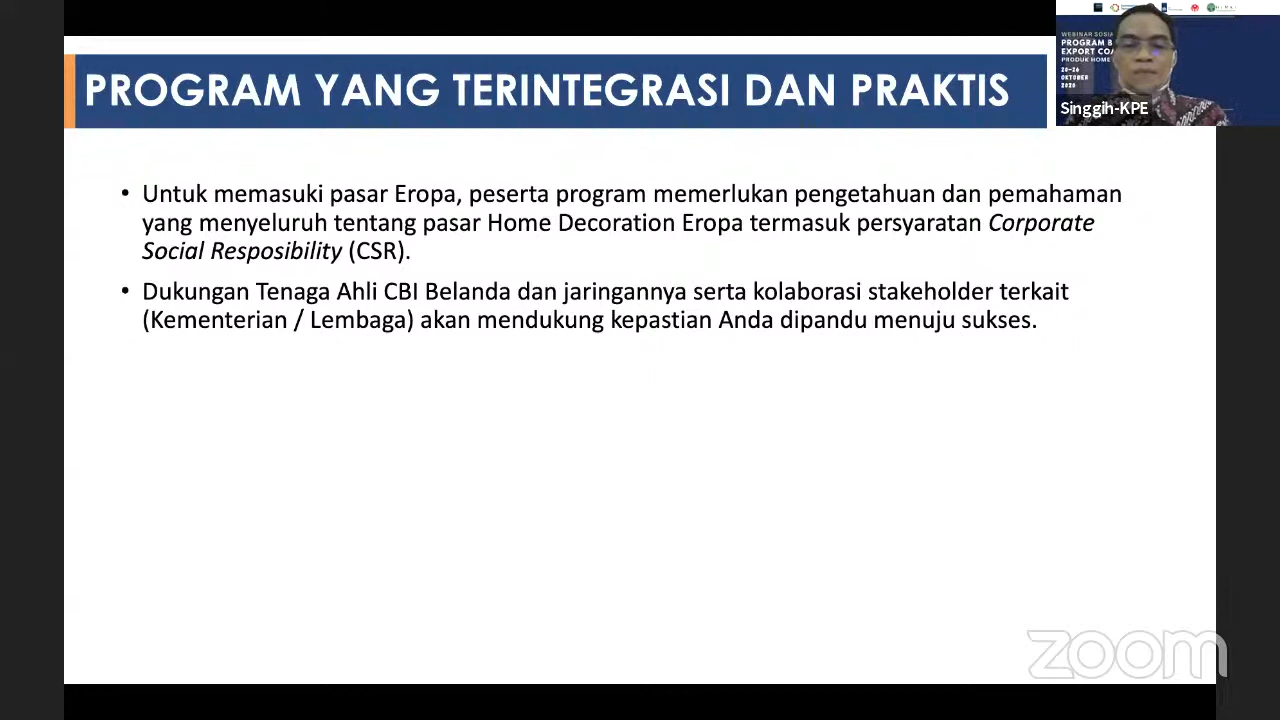 PROGRAM YANG TERINTEGRASI DAN PRAKTIS
• Untuk memasuki pasar Eropa, peserta program memerlukan pengetahuan dan pemahaman
yang menyeluruh tentang pasar Home Decoration Eropa termasuk persyaratan Corporate
Social Resposibility (CSR).
• Dukungan Tenaga Ahli CBI Belanda dan jaringannya serta kolaborasi stakeholder terkait
(Kementerian / Lembaga) akan mendukung kepastian Anda dipandu menuju sukses.
WEBINAR SOSIA
PROGRAM B
EXPORT COA
PRODUK HOME
20-26
OKTOBER
2020
Singgih-KPE
zoom